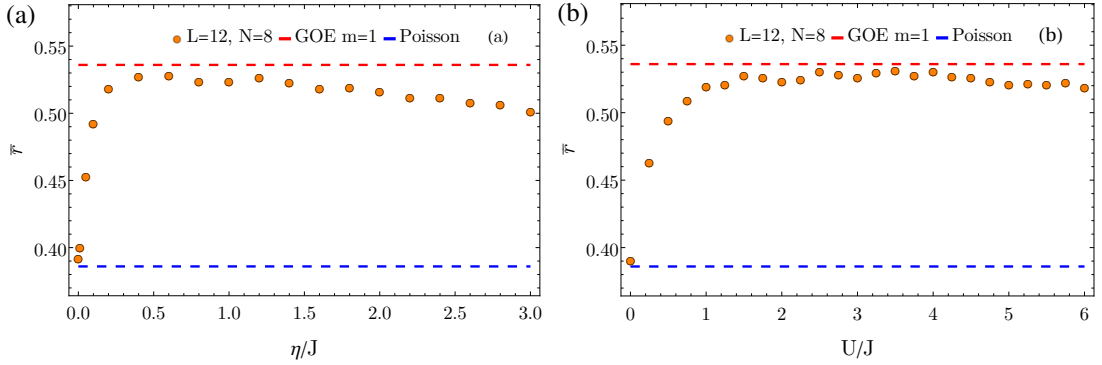 (a)
L=12, N=8 GOE m=1 Poisson (a)
0.55
0.50
0.45
0.40
r̅
0.0 0.5 1.0 1.5 2.0 2.5 3.0
η/J
(b)
L=12, N=8 GOE m=1 Poisson (b)
0.55
0.50
0.45
0.40
r̅
0 1 2 3 4 5 6
U/J